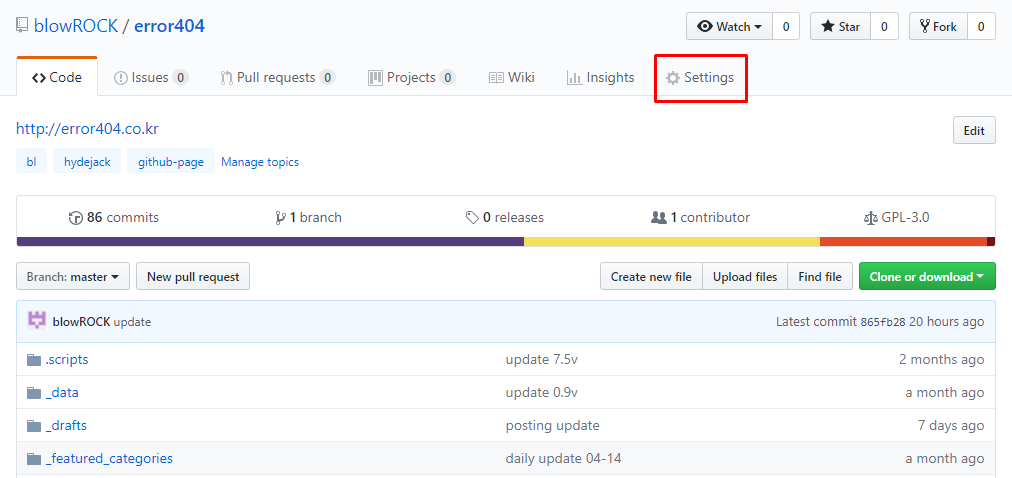 blowROCK / error404
Watch 0 Star 0 Fork 0
Code Issues 0 Pull requests 0 Projects 0 Wiki Insights Settings
http://error404.co.kr Edit
bl hydejack github-page Manage topics
86 commits 1 branch 0 releases 1 contributor GPL-3.0
Branch: master New pull request Create new file Upload files Find file Clone or download
blowROCK update Latest commit 865fb28 20 hours ago
.scripts update 7.5v 2 months ago
_data update 0.9v a month ago
_drafts posting update 7 days ago
_featured_categories daily update 04-14 a month ago